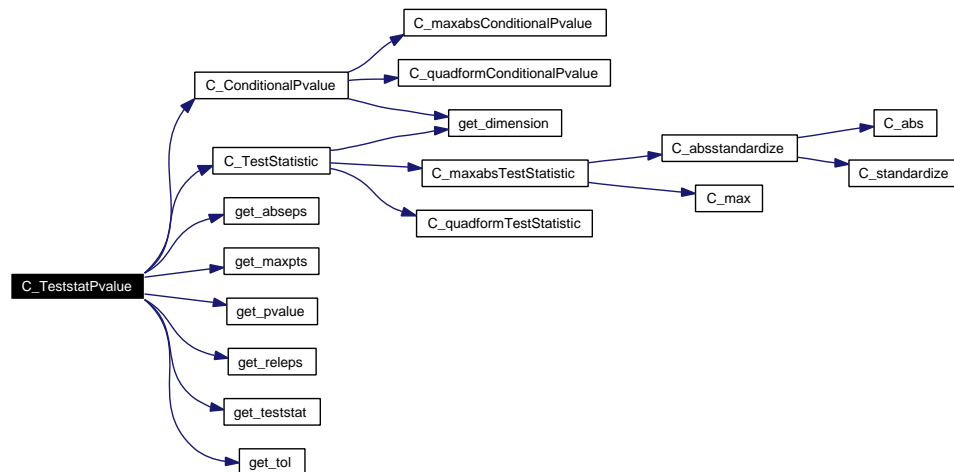 C_maxabsConditionalPvalue
C_ConditionalPvalue
C_quadformConditionalPvalue
get_dimension
C_abs
C_TestStatistic
C_absstandardize
C_maxabsTestStatistic
C_standardize
C_max
get_abseps
C_quadformTestStatistic
get_maxpts
C_TeststatPvalue
get_pvalue
get_releps
get_teststat
get_tol